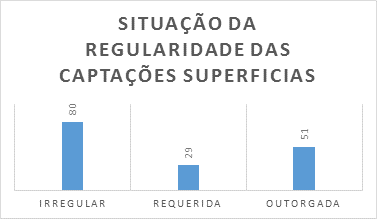 SITUAÇÃO DA
REGULARIDADE DAS
CAPTAÇÕES SUPERFICIAS
80
29
51
IRREGULAR
REQUERIDA
OUTORGADA